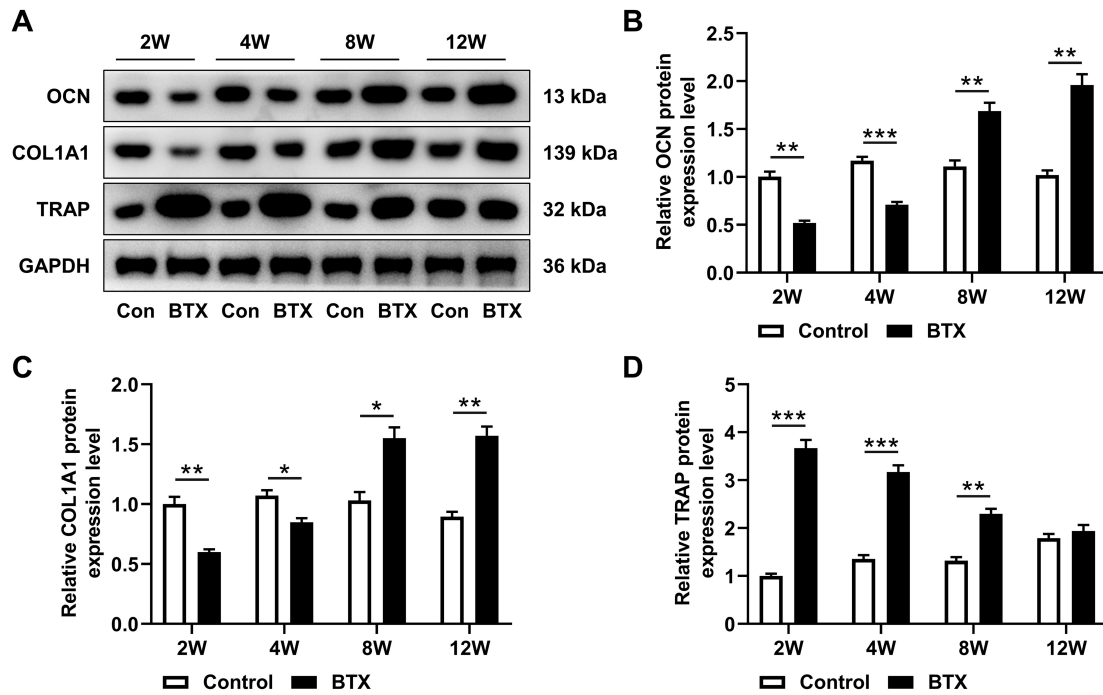 A
2W 4W 8W 12W
OCN 13 kDa
COL1A1 139 kDa
TRAP 32 kDa
GAPDH 36 kDa
Con BTX Con BTX Con BTX Con BTX
B
Relative OCN protein
expression level
2.5
2.0
1.5
1.0
0.5
0.0
** *** ** **
2W 4W 8W 12W
Control BTX
C
Relative COL1A1 protein
expression level
2.0
1.5
1.0
0.5
0.0
** * * **
2W 4W 8W 12W
Control BTX
D
Relative TRAP protein
expression level
5
4
3
2
1
0
*** *** **
2W 4W 8W 12W
Control BTX